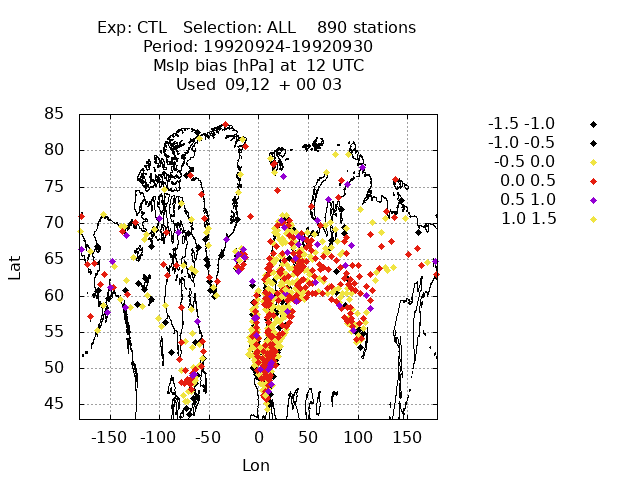 Exp: CTL Selection: ALL 890 stations
Period: 19920924-19920930
Mslp bias [hPa] at 12 UTC
Used 09,12 + 00 03
85
80
75
70
65
60
55
50
45
Lat
-150 -100 -50 0 50 100 150
Lon
-1.5 -1.0
-1.0 -0.5
-0.5 0.0
0.0 0.5
0.5 1.0
1.0 1.5